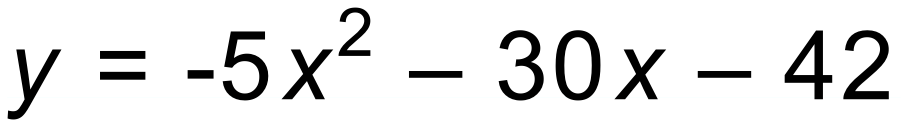 y = -5x² – 30x – 42